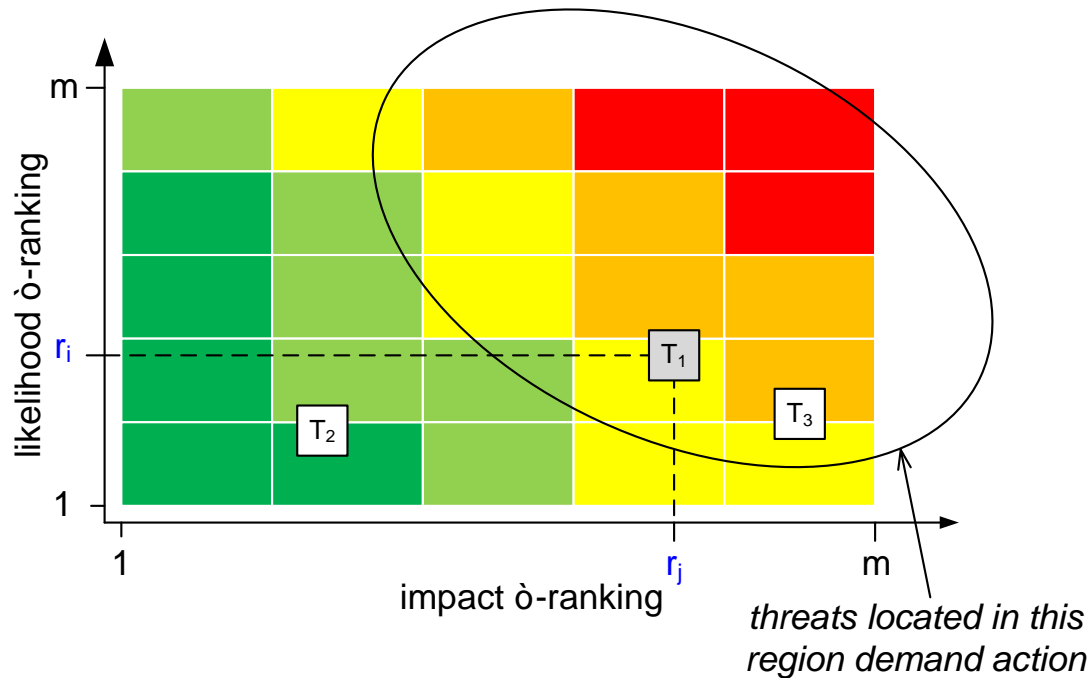 m
likelihood ò-ranking
rᵢ
1
T₁
T₂
T₃
1
rⱼ
m
impact ò-ranking
threats located in this
region demand action